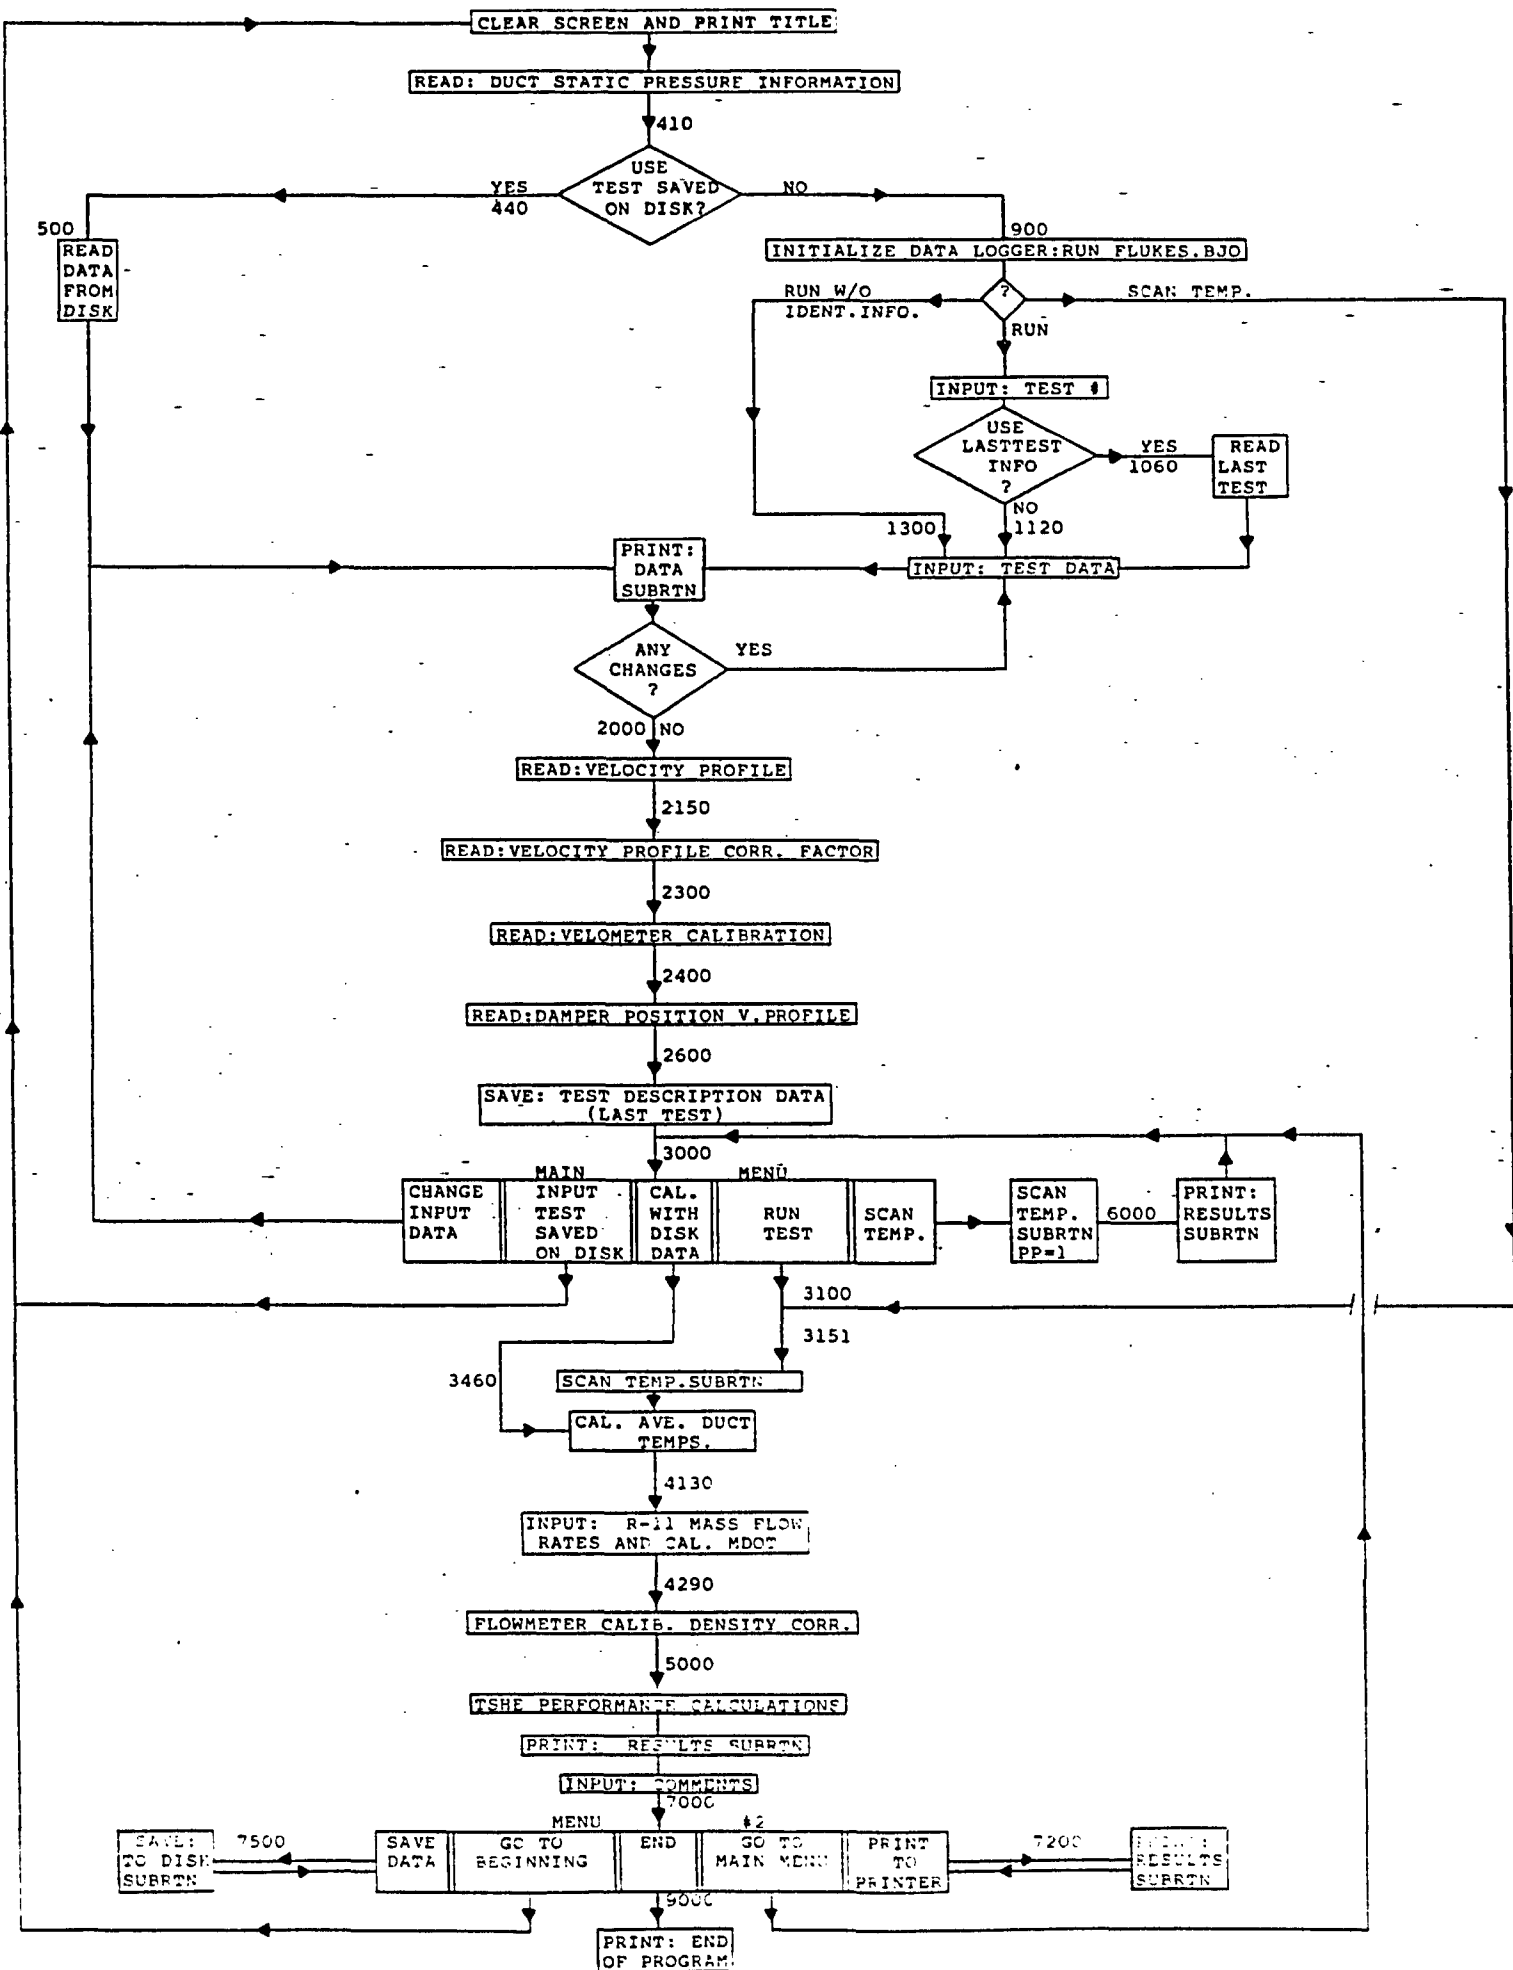 CLEAR SCREEN AND PRINT TITLE
READ: DUCT STATIC PRESSURE INFORMATION
410
USE
TEST SAVED
ON DISK?
YES
440
NO
500
READ
DATA
FROM
DISK
900
INITIALIZE DATA LOGGER:RUN FLUKES.BJO
?
RUN W/O
IDENT.INFO.
SCAN TEMP.
RUN
INPUT: TEST #
USE
LASTTEST
INFO
?
YES
1060
READ
LAST
TEST
NO
1120
1300
INPUT: TEST DATA
PRINT:
DATA
SUBRTN
ANY
CHANGES
?
YES
2000 NO
READ:VELOCITY PROFILE
2150
READ:VELOCITY PROFILE CORR. FACTOR
2300
READ:VELOMETER CALIBRATION
2400
READ:DAMPER POSITION V.PROFILE
2600
SAVE: TEST DESCRIPTION DATA
(LAST TEST)
3000
MAIN MENU
CHANGE
INPUT
DATA
INPUT
TEST
SAVED
ON DISK
CAL.
WITH
DISK
DATA
RUN
TEST
SCAN
TEMP.
SCAN
TEMP.
SUBRTN
PP=1
6000
PRINT:
RESULTS
SUBRTN
3100
3151
3460
SCAN TEMP.SUBRTN
CAL. AVE. DUCT
TEMPS.
4130
INPUT: R-11 MASS FLOW
RATES AND CAL. MDOT
4290
FLOWMETER CALIB. DENSITY CORR.
5000
TSHE PERFORMANCE CALCULATIONS
PRINT: RESULTS SUBRTN
INPUT: COMMENTS
7000
MENU #2
SAVE:
TO DISK
SUBRTN
7500
SAVE
DATA
GO TO
BEGINNING
END
GO TO
MAIN MENU
PRINT
TO
PRINTER
7200
PRINT:
RESULTS
SUBRTN
9000
PRINT: END
OF PROGRAM